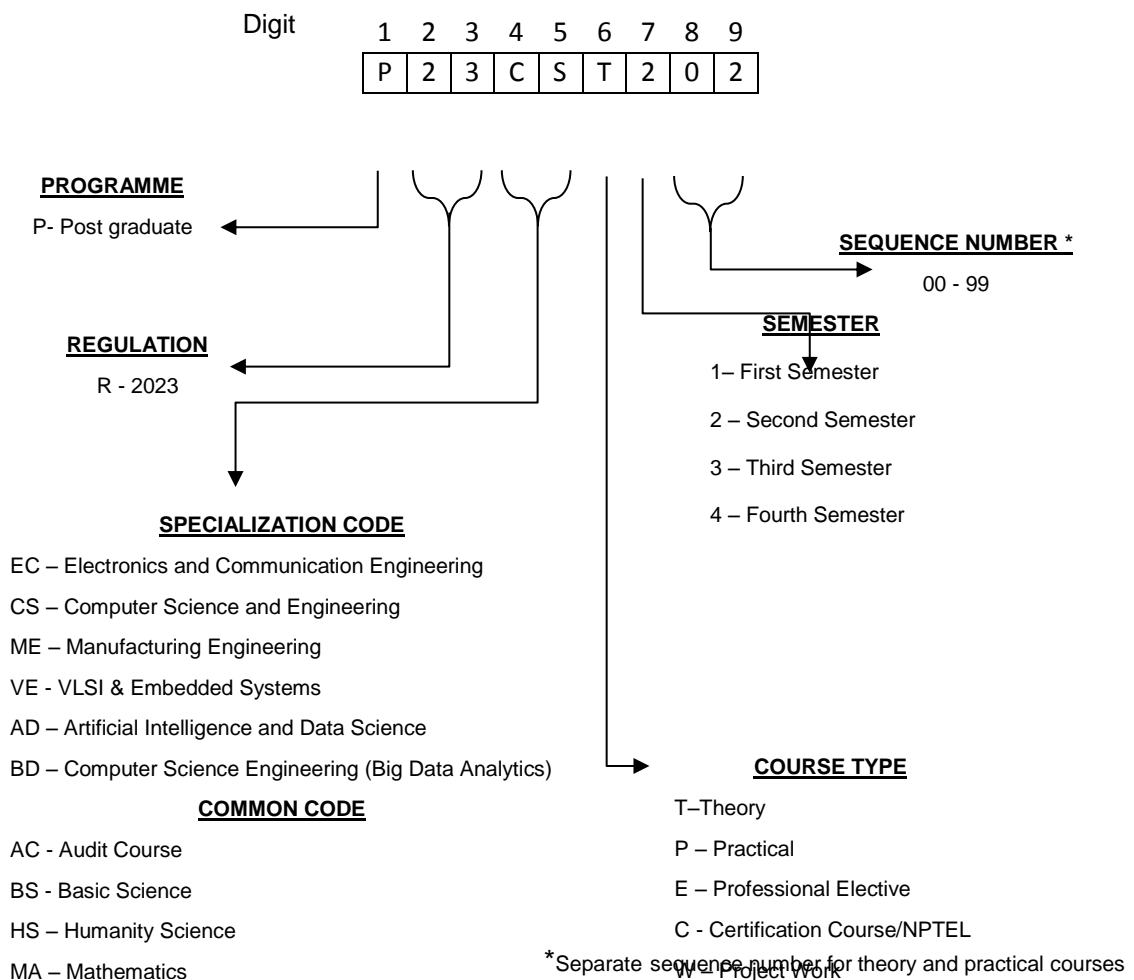 Digit 1 2 3 4 5 6 7 8 9
P 2 3 C S T 2 0 2
PROGRAMME
P- Post graduate
SEQUENCE NUMBER *
00 - 99
REGULATION
R - 2023
SEMESTER
1– First Semester
2 – Second Semester
3 – Third Semester
4 – Fourth Semester
SPECIALIZATION CODE
EC – Electronics and Communication Engineering
CS – Computer Science and Engineering
ME – Manufacturing Engineering
VE - VLSI & Embedded Systems
AD – Artificial Intelligence and Data Science
BD – Computer Science Engineering (Big Data Analytics)
COMMON CODE
AC - Audit Course
BS - Basic Science
HS – Humanity Science
MA – Mathematics
COURSE TYPE
T–Theory
P – Practical
E – Professional Elective
C - Certification Course/NPTEL
W – Project Work
*Separate sequence number for theory and practical courses